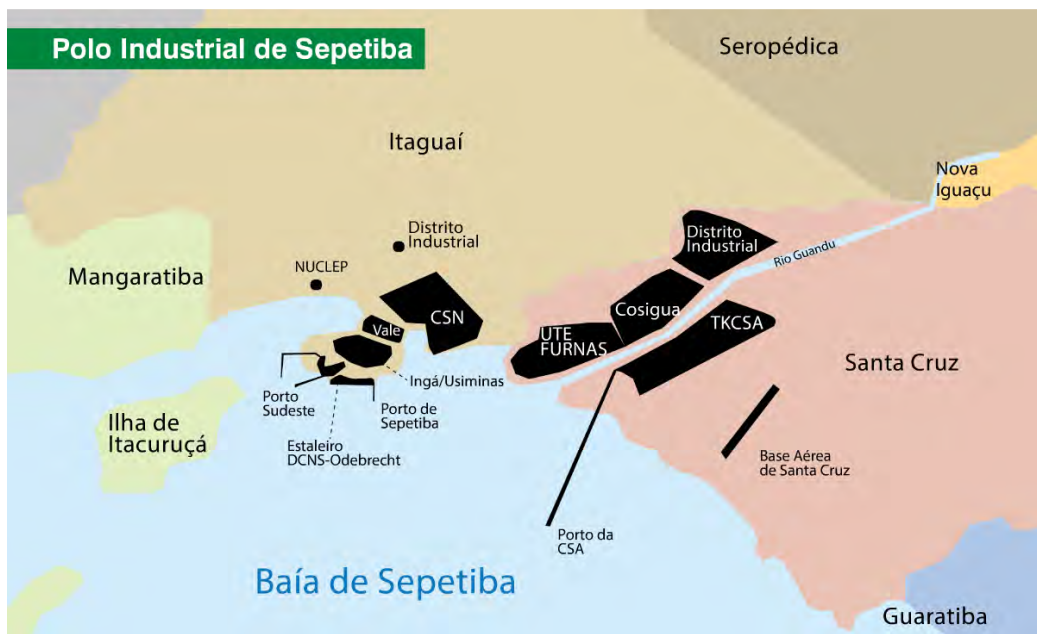 Polo Industrial de Sepetiba
Seropédica
Itaguaí
Nova
Iguaçu
Distrito
Industrial
Distrito
Industrial
Rio Guandu
NUCLEP
Mangaratiba
Cosigua
CSN
TKCSA
Vale
UTE
FURNAS
Santa Cruz
Ingá/Usiminas
Porto
Sudeste
Porto de
Sepetiba
Ilha de
Itacuruçá
Estaleiro
DCNS-Odebrecht
Base Aérea
de Santa Cruz
Porto da
CSA
Baía de Sepetiba
Guaratiba